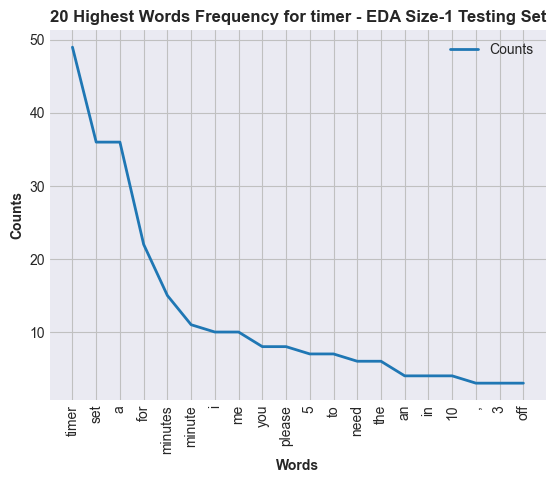 20 Highest Words Frequency for timer - EDA Size-1 Testing Set
Counts
50
40
30
20
10
Counts
timer
set
a
for
minutes
minute
i
me
you
please
5
to
need
the
an
in
10
,
3
off
Words